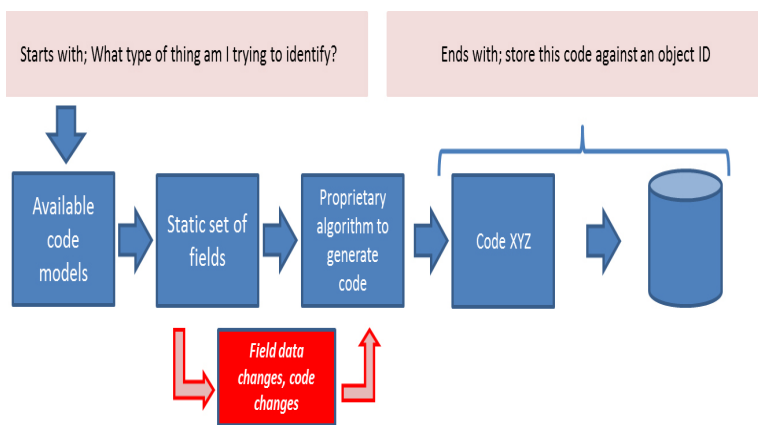 Starts with; What type of thing am I trying to identify?
Ends with; store this code against an object ID
Available
code
models
Static set of
fields
Proprietary
algorithm to
generate
code
Code XYZ
Field data
changes, code
changes